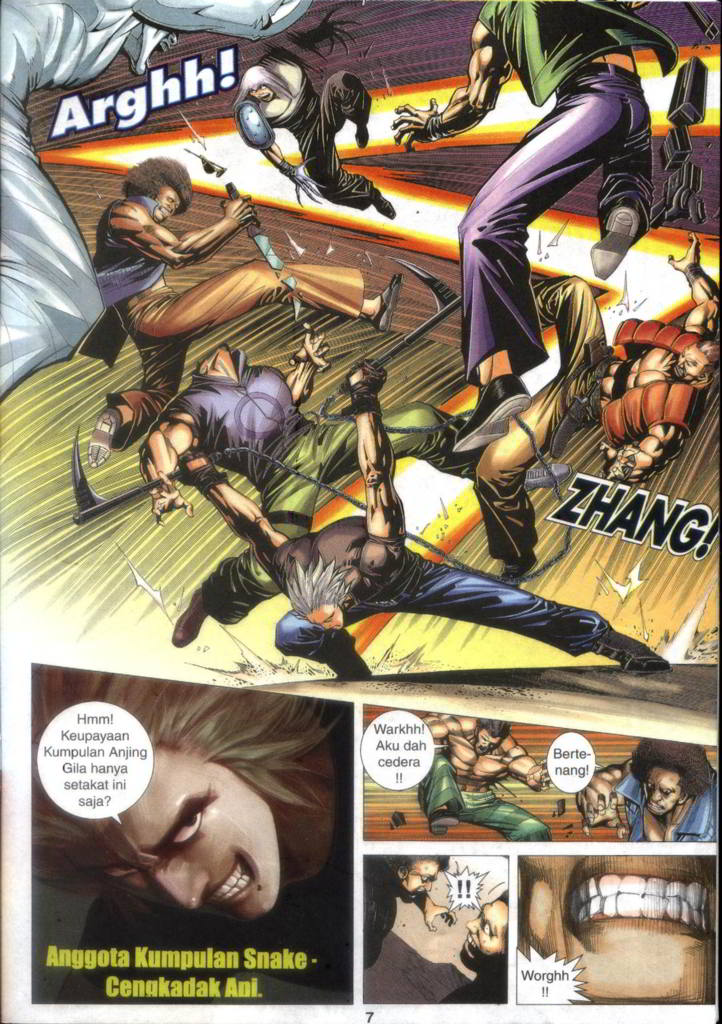 Arghh!
ZHANG!
Hmm!
Keupayaan
Kumpulan Anjing
Gila hanya
setakat ini
saja?
Anggota Kumpulan Snake -
Cengkadak Api.
Warkhh!
Aku dah
cedera
!!
Berte-
nang!
!!
Worghh
!!
7